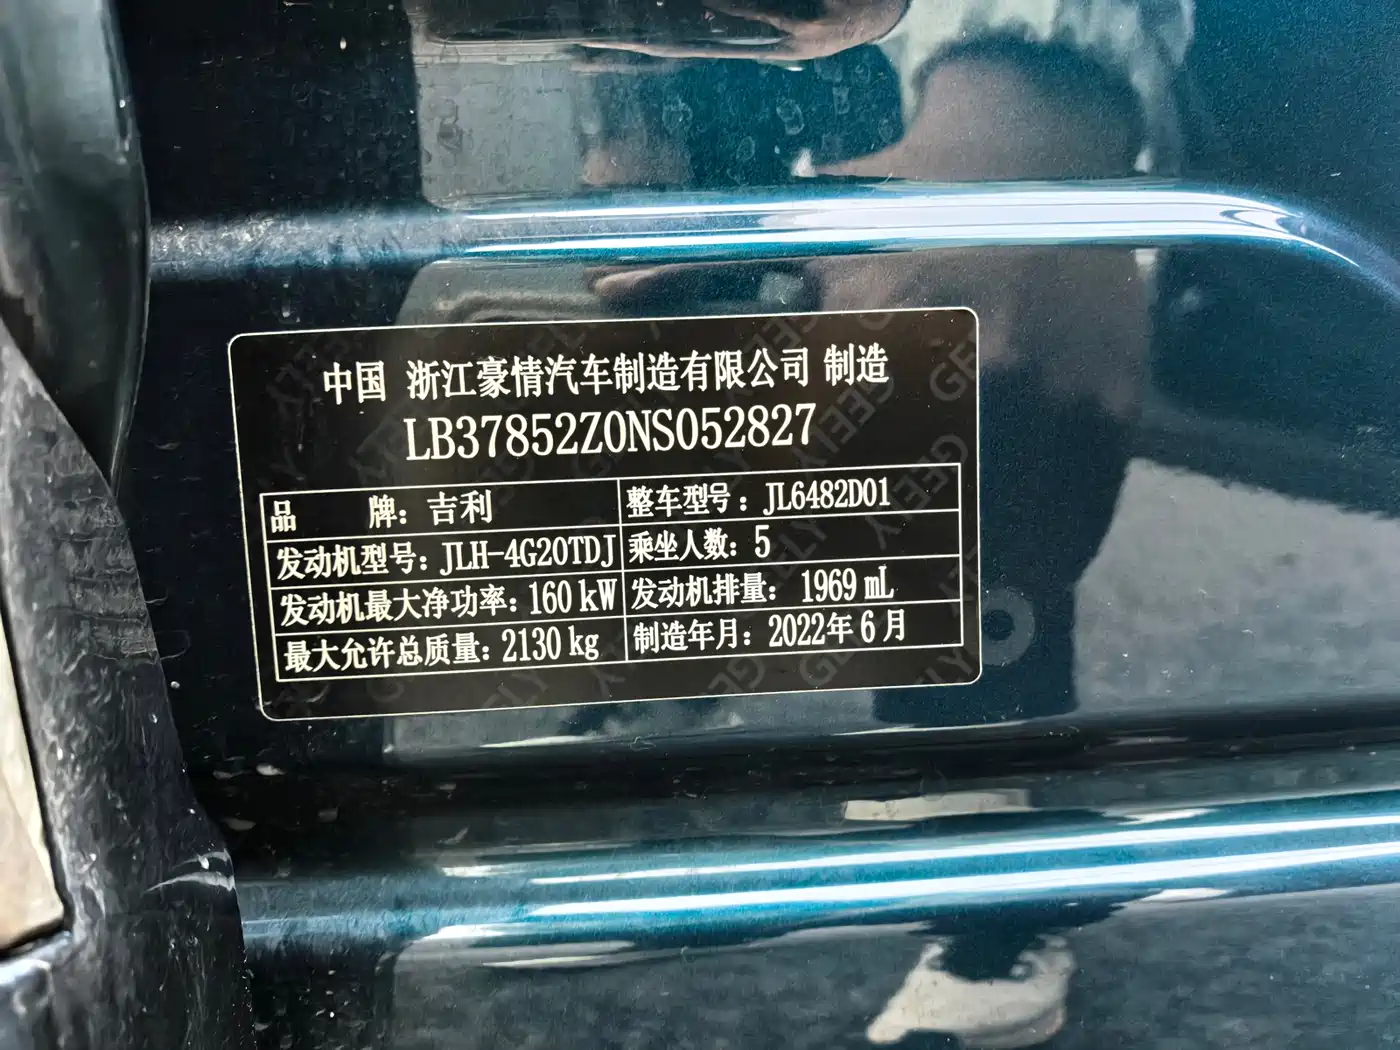 中国 浙江豪情汽车制造有限公司 制造
LB37852Z0NS052827
品 牌：吉利 整车型号：JL6482D01
发动机型号：JLH-4G20TDJ 乘坐人数：5
发动机最大净功率：160 kW 发动机排量： 1969 mL
最大允许总质量：2130 kg 制造年月：2022年6月